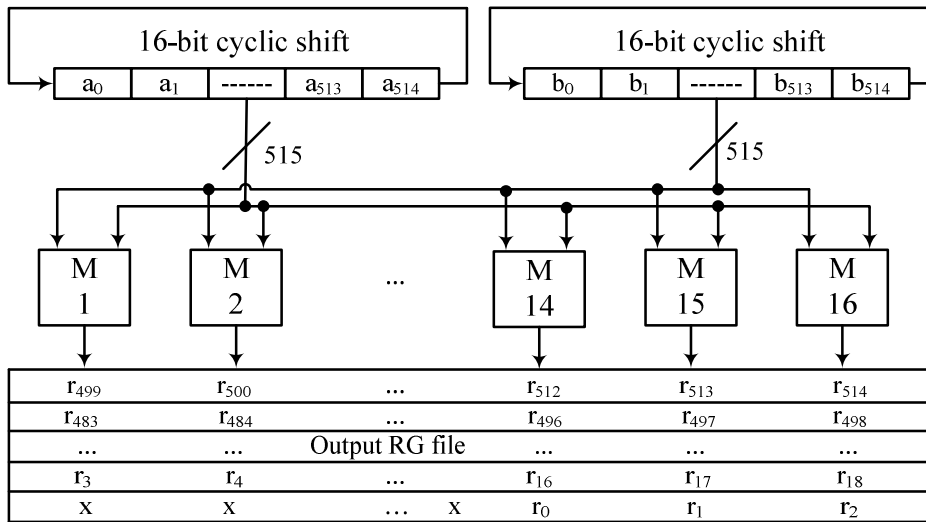 16-bit cyclic shift 16-bit cyclic shift
a₀ a₁ ------ a₅₁₃ a₅₁₄ b₀ b₁ ------ b₅₁₃ b₅₁₄
515 515
M M ... M M M
1 2 14 15 16
r₄₉₉ r₅₀₀ ... r₅₁₂ r₅₁₃ r₅₁₄
r₄₈₃ r₄₈₄ ... r₄₉₆ r₄₉₇ r₄₉₈
... ... Output RG file ... ... ...
r₃ r₄ ... r₁₆ r₁₇ r₁₈
x x ... x r₀ r₁ r₂